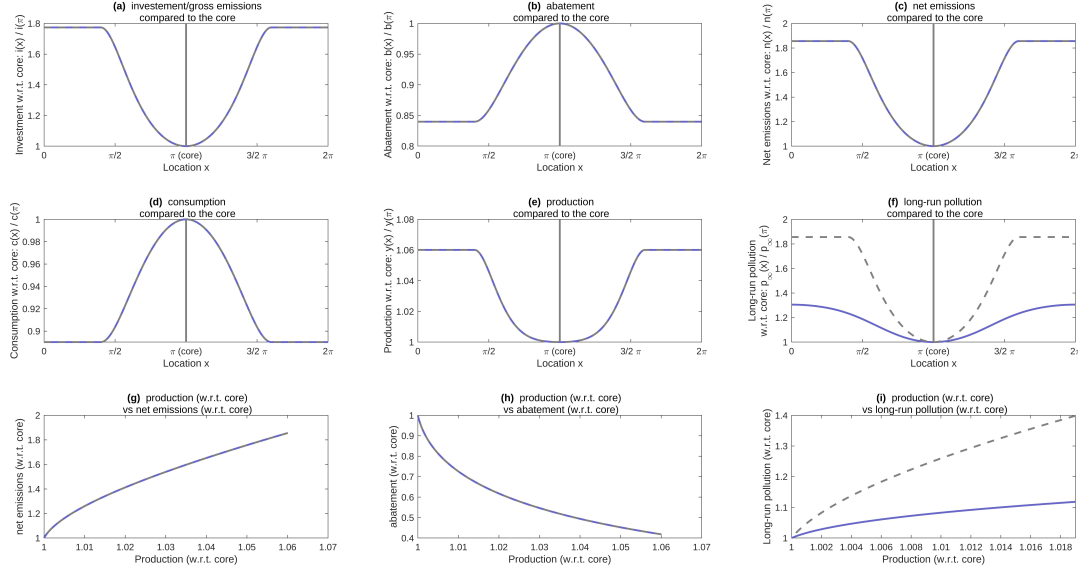 (a) investement/gross emissions
compared to the core
Investment w.r.t. core: i(x) / i(π)
1.8
1.6
1.4
1.2
1
0
π/2
π (core)
3/2 π
2π
Location x
(b) abatement
compared to the core
Abatement w.r.t. core: b(x) / b(π)
1
0.95
0.9
0.85
0.8
0
π/2
π (core)
3/2 π
2π
Location x
(c) net emissions
compared to the core
Net emissions w.r.t. core: n(x) / n(π)
2
1.8
1.6
1.4
1.2
1
0
π/2
π (core)
3/2 π
2π
Location x
(d) consumption
compared to the core
Consumption w.r.t. core: c(x) / c(π)
1
0.98
0.96
0.94
0.92
0.9
0
π/2
π (core)
3/2 π
2π
Location x
(e) production
compared to the core
Production w.r.t. core: y(x) / y(π)
1.08
1.06
1.04
1.02
1
0
π/2
π (core)
3/2 π
2π
Location x
(f) long-run pollution
compared to the core
Long-run pollution
w.r.t. core: p∞(x) / p∞(π)
2
1.8
1.6
1.4
1.2
1
0
π/2
π (core)
3/2 π
2π
Location x
(g) production (w.r.t. core)
vs net emissions (w.r.t. core)
net emissions (w.r.t. core)
2
1.8
1.6
1.4
1.2
1
1
1.01
1.02
1.03
1.04
1.05
1.06
1.07
Production (w.r.t. core)
(h) production (w.r.t. core)
vs abatement (w.r.t. core)
abatement (w.r.t. core)
1
0.9
0.8
0.7
0.6
0.5
0.4
1
1.01
1.02
1.03
1.04
1.05
1.06
1.07
Production (w.r.t. core)
(i) production (w.r.t. core)
vs long-run pollution (w.r.t. core)
Long-run pollution (w.r.t. core)
1.4
1.3
1.2
1.1
1
1
1.002
1.004
1.006
1.008
1.01
1.012
1.014
1.016
1.018
Production (w.r.t. core)